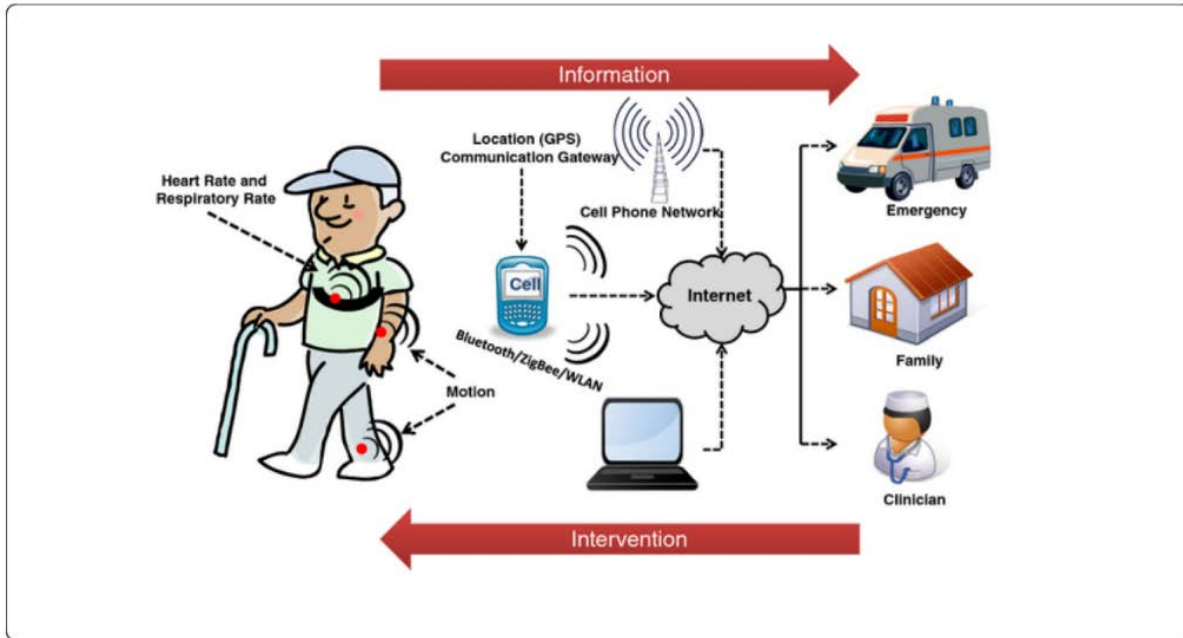 Information
Location (GPS)
Communication Gateway
Heart Rate and
Respiratory Rate
Cell Phone Network
Emergency
Cell
Internet
Bluetooth/ZigBee/WLAN
Family
Motion
Clinician
Intervention